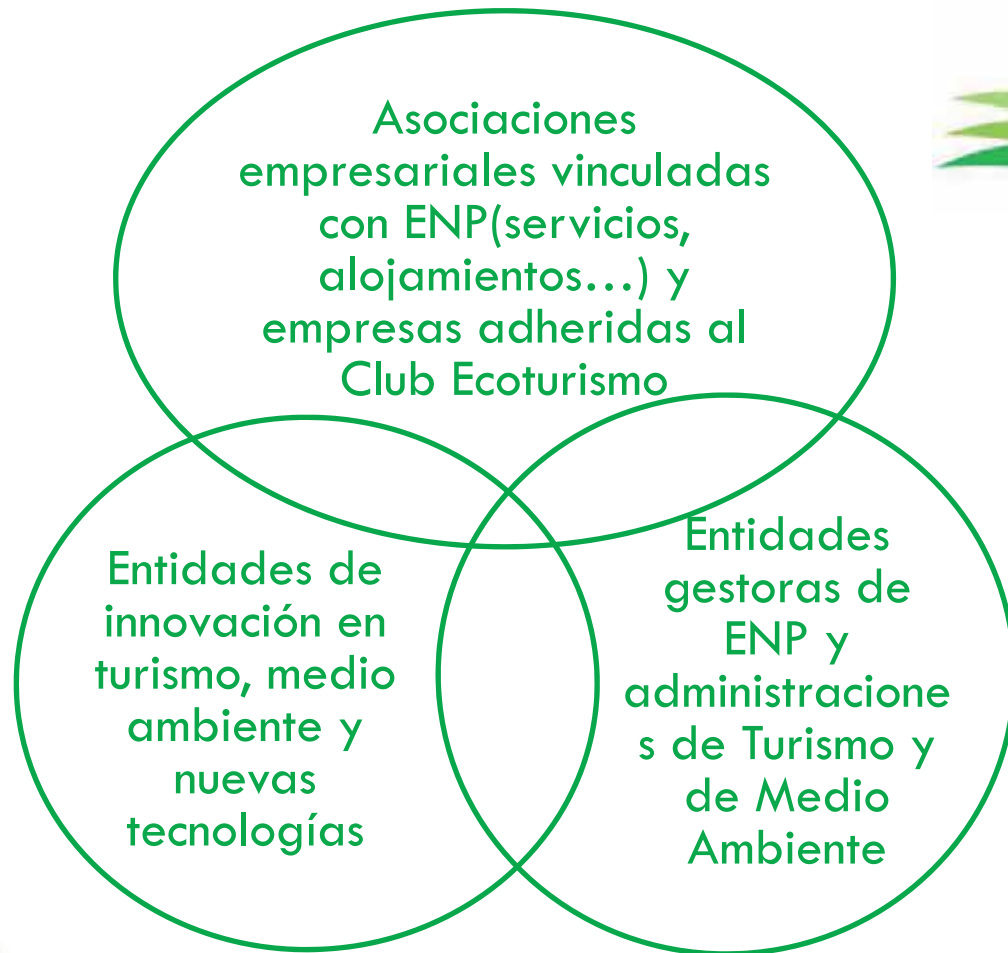 Asociaciones
empresariales vinculadas
con ENP(servicios,
alojamientos...) y
empresas adheridas al
Club Ecoturismo
Entidades de
innovación en
turismo, medio
ambiente y
nuevas
tecnologías
Entidades
gestoras de
ENP y
administracione
s de Turismo y
de Medio
Ambiente